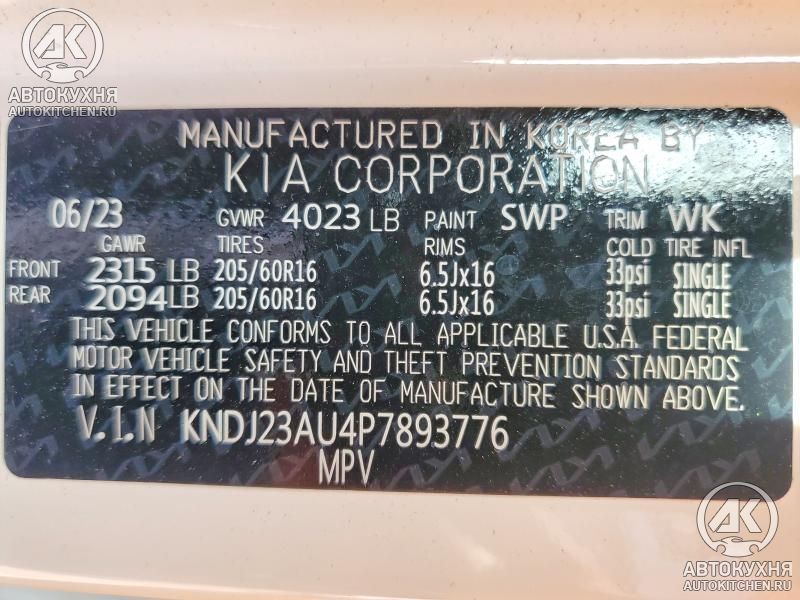 AK
АВТОКУХНЯ
AUTOKITCHEN.RU
MANUFACTURED IN KOREA BY
KIA CORPORATION
06/23 GVWR 4023 LB PAINT SWP TRIM WK
GAWR TIRES RIMS COLD TIRE INFL
FRONT 2315 LB 205/60R16 6.5Jx16 33psi SINGLE
REAR 2094 LB 205/60R16 6.5Jx16 33psi SINGLE
THIS VEHICLE CONFORMS TO ALL APPLICABLE U.S.A. FEDERAL
MOTOR VEHICLE SAFETY AND THEFT PREVENTION STANDARDS
IN EFFECT ON THE DATE OF MANUFACTURE SHOWN ABOVE.
V.I.N KNDJ23AU4P7893776
MPV
AK
АВТОКУХНЯ
AUTOKITCHEN.RU